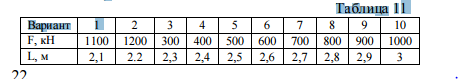 Таблица 11
Вариант 1 2 3 4 5 6 7 8 9 10
F, кН 1100 1200 300 400 500 600 700 800 900 1000
L, м 2,1 2.2 2,3 2,4 2,5 2,6 2,7 2,8 2,9 3
22